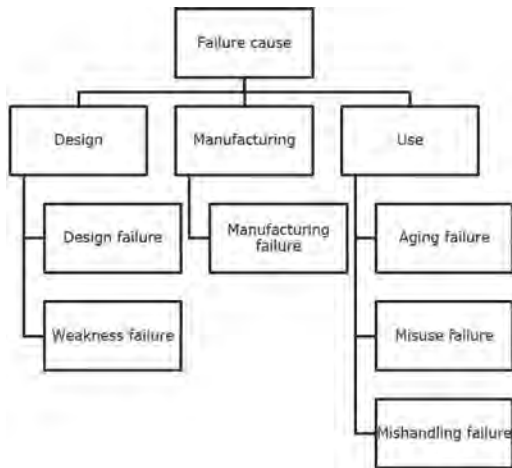 Failure cause
Design
Manufacturing
Use
Design failure
Manufacturing
failure
Aging failure
Weakness failure
Misuse failure
Mishandling failure